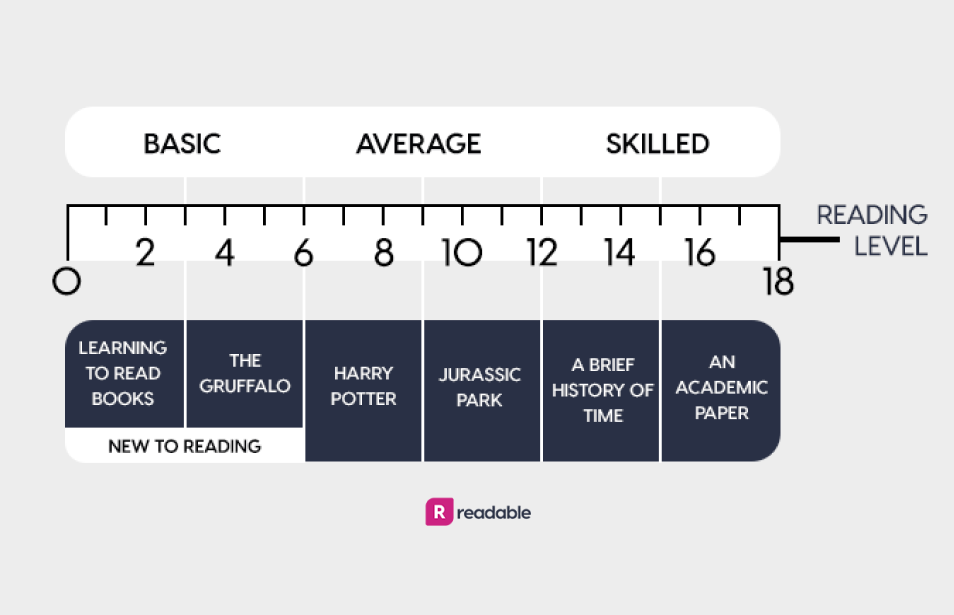 BASIC AVERAGE SKILLED
READING
LEVEL
2 4 6 8 10 12 14 16
0 18
LEARNING
TO READ
BOOKS
THE
GRUFFALO
HARRY
POTTER
JURASSIC
PARK
A BRIEF
HISTORY OF
TIME
AN
ACADEMIC
PAPER
NEW TO READING
R readable